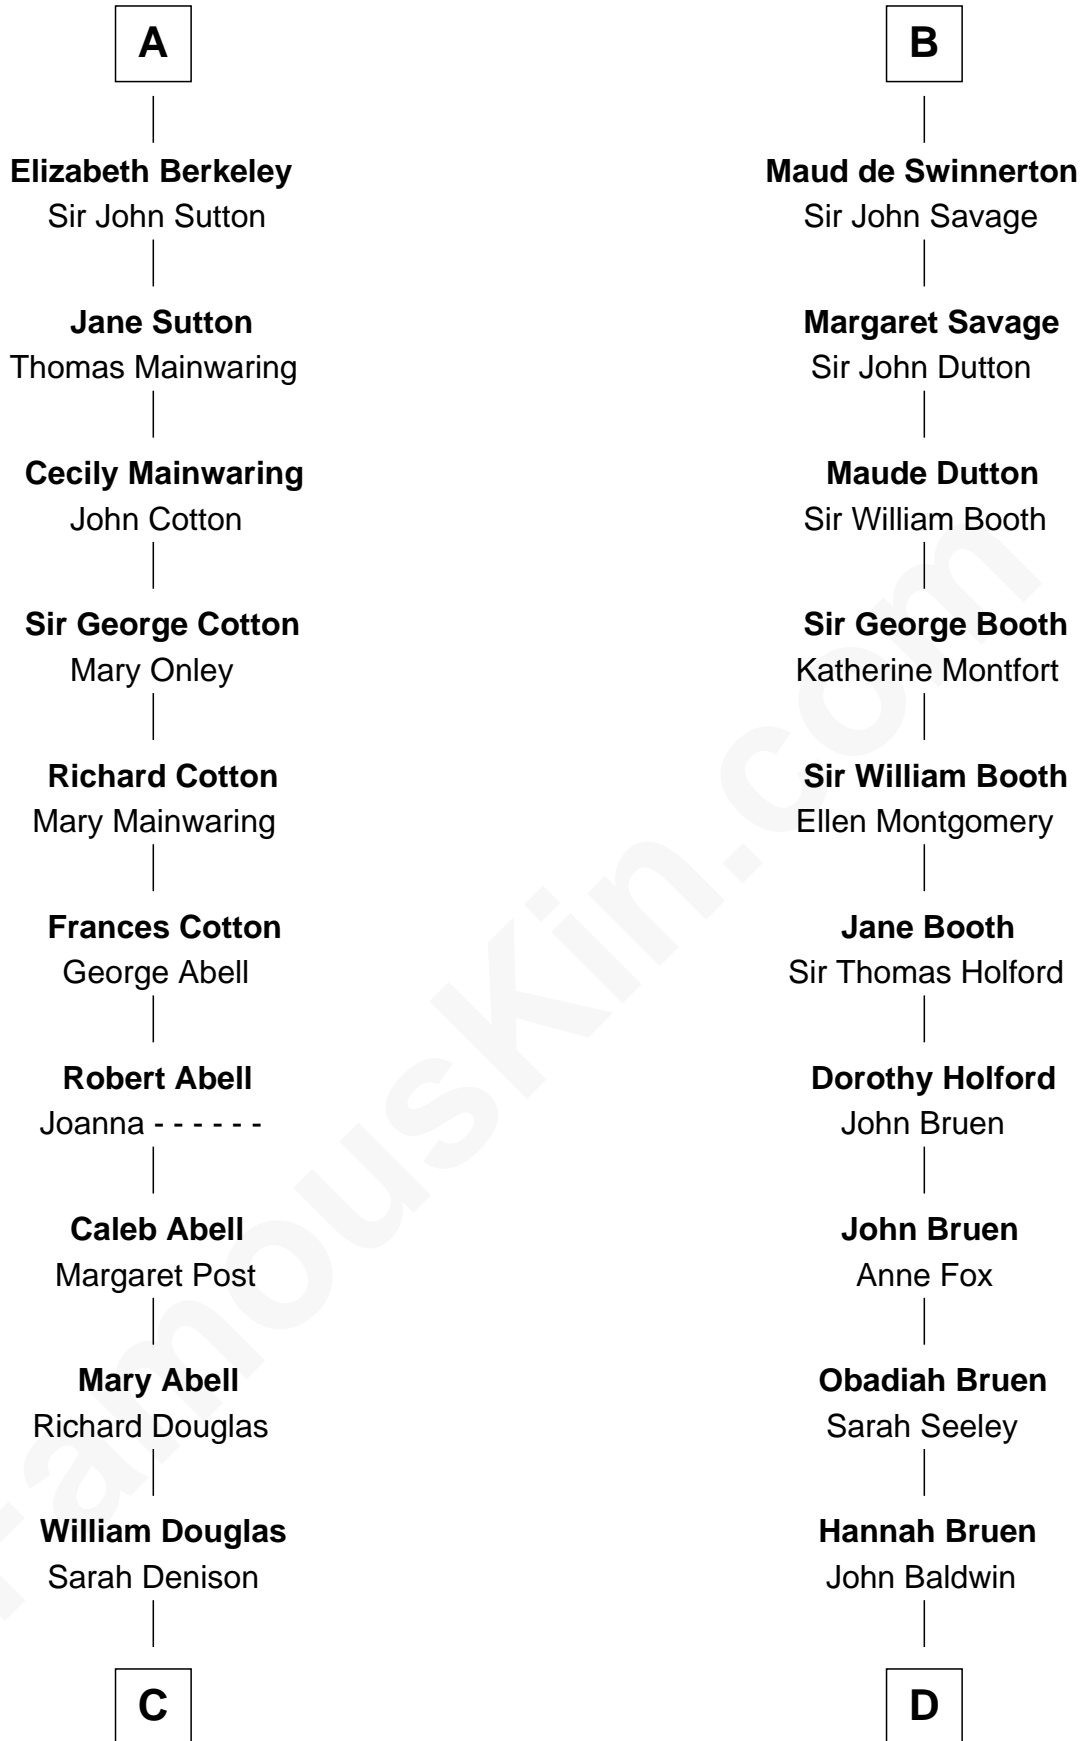 A
Elizabeth Berkeley
Sir John Sutton
Jane Sutton
Thomas Mainwaring
Cecily Mainwaring
John Cotton
Sir George Cotton
Mary Onley
Richard Cotton
Mary Mainwaring
Frances Cotton
George Abell
Robert Abell
Joanna - - - - - -
Caleb Abell
Margaret Post
Mary Abell
Richard Douglas
William Douglas
Sarah Denison
C
B
Maud de Swinnerton
Sir John Savage
Margaret Savage
Sir John Dutton
Maude Dutton
Sir William Booth
Sir George Booth
Katherine Montfort
Sir William Booth
Ellen Montgomery
Jane Booth
Sir Thomas Holford
Dorothy Holford
John Bruen
John Bruen
Anne Fox
Obadiah Bruen
Sarah Seeley
Hannah Bruen
John Baldwin
D
FamousKin.com